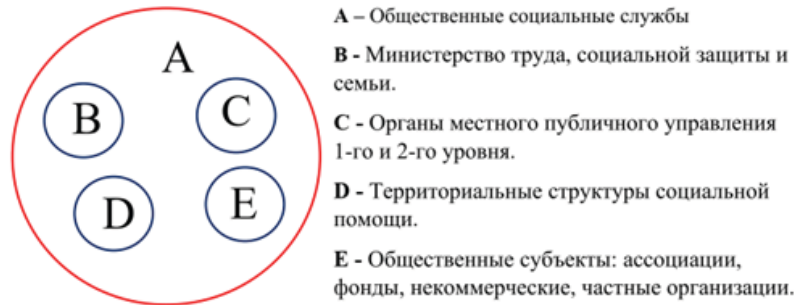 A
B
C
D
E
A – Общественные социальные службы
B - Министерство труда, социальной защиты и
семьи.
C - Органы местного публичного управления
1-го и 2-го уровня.
D - Территориальные структуры социальной
помощи.
E - Общественные субъекты: ассоциации,
фонды, некоммерческие, частные организации.